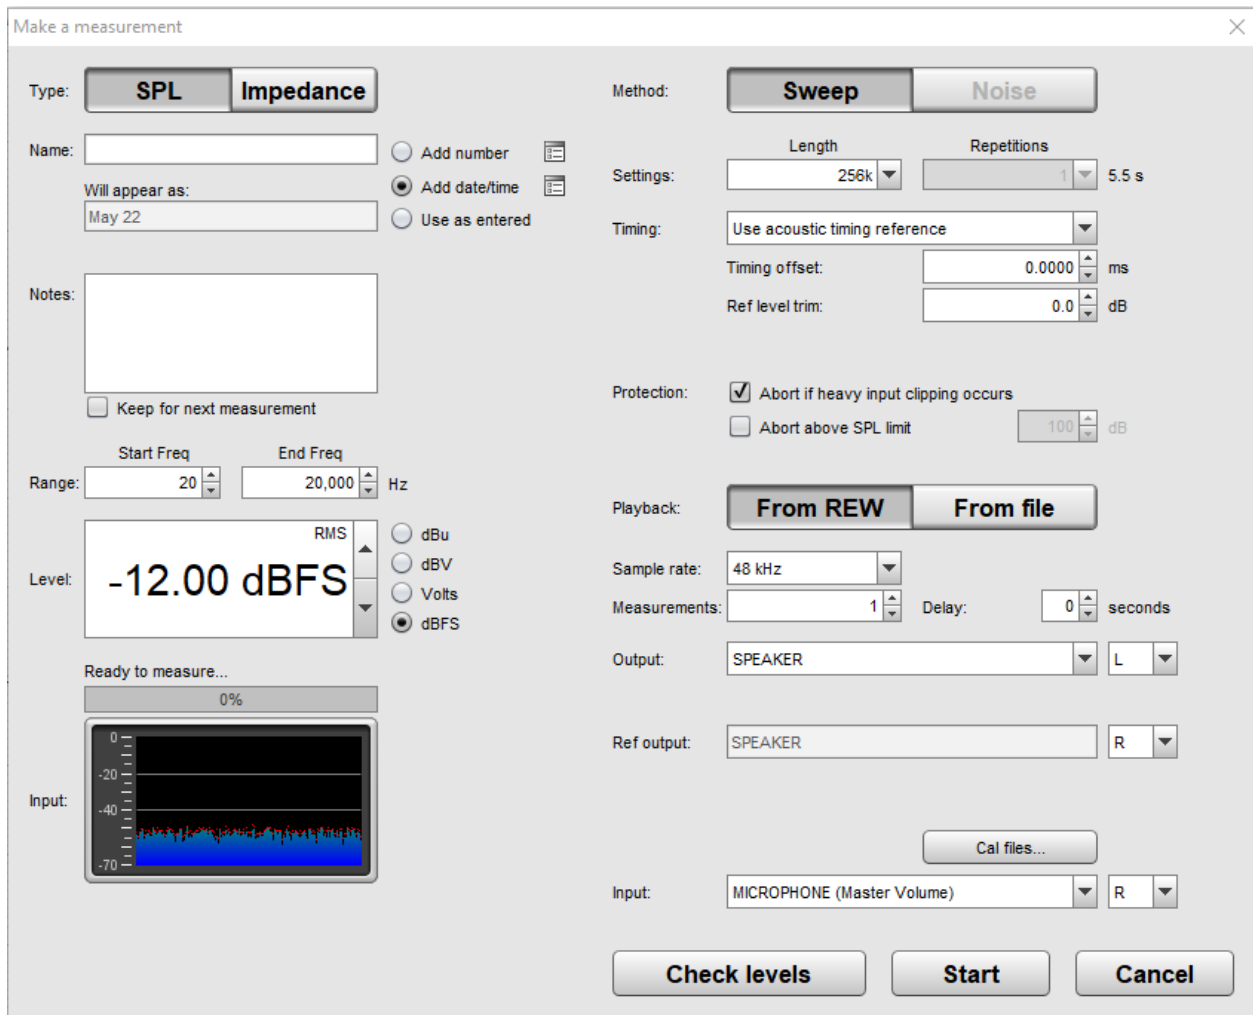 Make a measurement
Type: SPL Impedance
Name:
Add number
Add date/time
Use as entered
Will appear as:
May 22
Notes:
Keep for next measurement
Start Freq End Freq
Range: 20 20,000 Hz
Level: RMS
-12.00 dBFS
dBu
dBV
Volts
dBFS
Ready to measure...
0%
Input:
0
-20
-40
-70
Method: Sweep Noise
Length Repetitions
Settings: 256k 1 5.5 s
Timing: Use acoustic timing reference
Timing offset: 0.0000 ms
Ref level trim: 0.0 dB
Protection: Abort if heavy input clipping occurs
Abort above SPL limit 100 dB
Playback: From REW From file
Sample rate: 48 kHz
Measurements: 1 Delay: 0 seconds
Output: SPEAKER L
Ref output: SPEAKER R
Cal files...
Input: MICROPHONE (Master Volume) R
Check levels Start Cancel